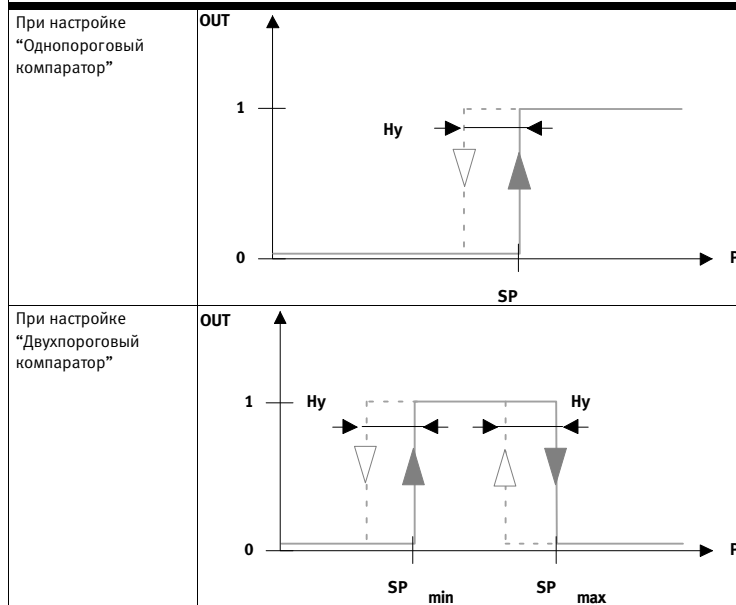 При настройке
“Однопороговый
компаратор”
OUT
1
Hy
0
P
SP
При настройке
“Двухпороговый
компаратор”
OUT
1
Hy
Hy
0
P
SP min
SP max